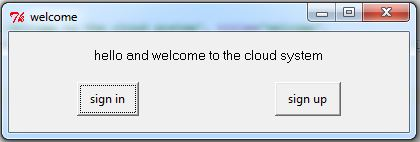 welcome
hello and welcome to the cloud system
sign in
sign up